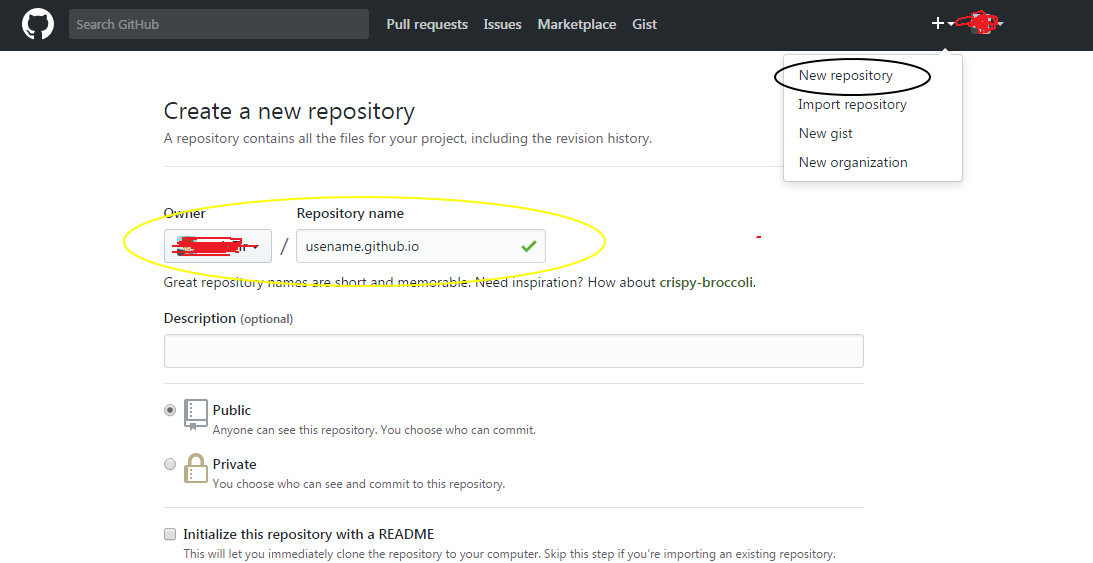 Search GitHub
Pull requests Issues Marketplace Gist
New repository
Import repository
New gist
New organization
Create a new repository
A repository contains all the files for your project, including the revision history.
Owner Repository name
/ usename.github.io
Great repository names are short and memorable. Need inspiration? How about crispy-broccoli.
Description (optional)
Public
Anyone can see this repository. You choose who can commit.
Private
You choose who can see and commit to this repository.
Initialize this repository with a README
This will let you immediately clone the repository to your computer. Skip this step if you’re importing an existing repository.